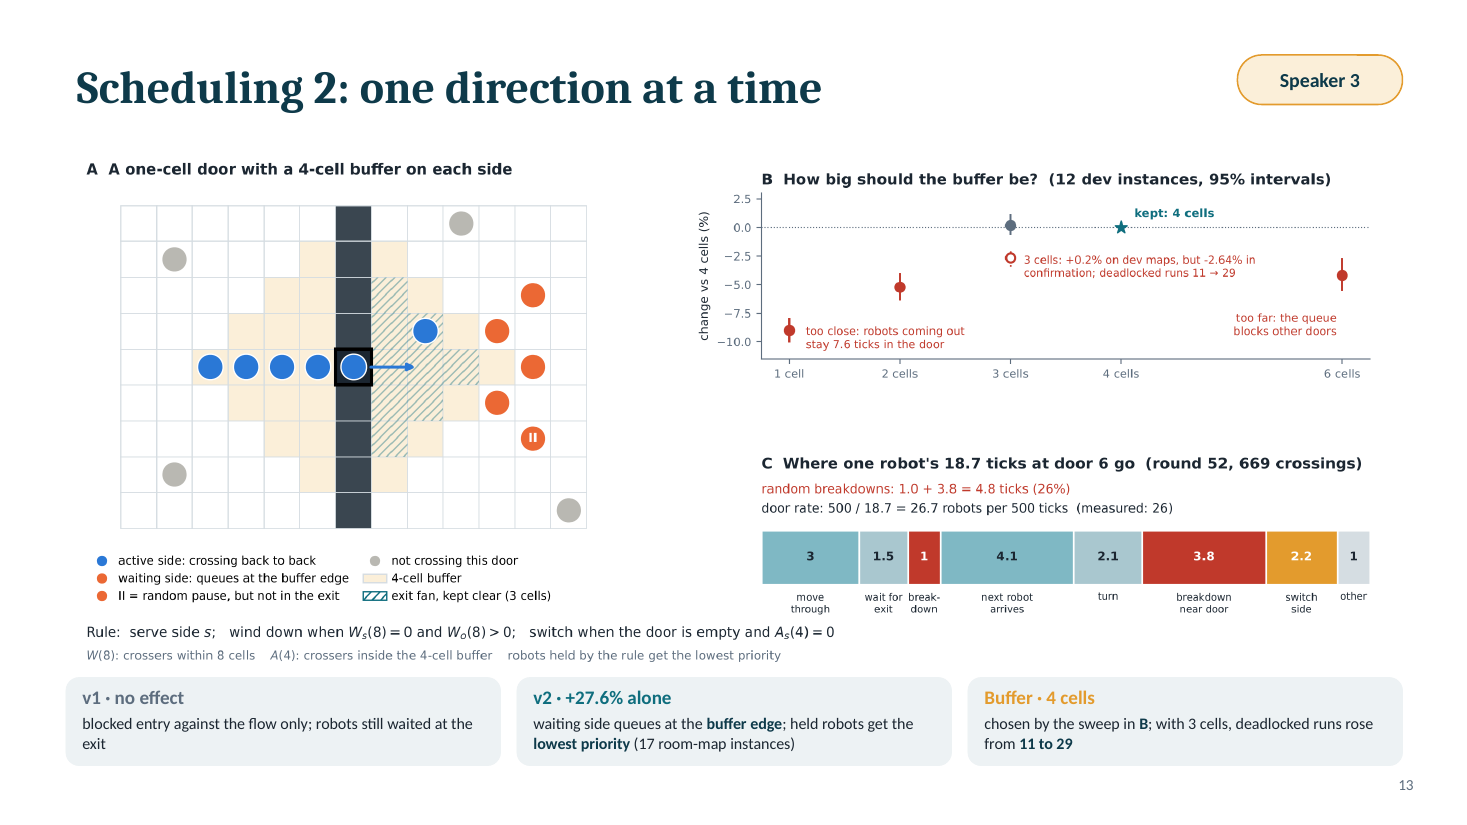 Scheduling 2: one direction at a time
Speaker 3
A A one-cell door with a 4-cell buffer on each side
II
active side: crossing back to back
waiting side: queues at the buffer edge
II = random pause, but not in the exit
not crossing this door
4-cell buffer
exit fan, kept clear (3 cells)
B How big should the buffer be? (12 dev instances, 95% intervals)
change vs 4 cells (%)
2.5
0.0
−2.5
−5.0
−7.5
−10.0
kept: 4 cells
3 cells: +0.2% on dev maps, but -2.64% in
confirmation; deadlocked runs 11 → 29
too close: robots coming out
stay 7.6 ticks in the door
too far: the queue
blocks other doors
1 cell
2 cells
3 cells
4 cells
6 cells
C Where one robot's 18.7 ticks at door 6 go (round 52, 669 crossings)
random breakdowns: 1.0 + 3.8 = 4.8 ticks (26%)
door rate: 500 / 18.7 = 26.7 robots per 500 ticks (measured: 26)
3
1.5
1
4.1
2.1
3.8
2.2
1
move
through
wait for
exit
break-
down
next robot
arrives
turn
breakdown
near door
switch
side
other
Rule: serve side s; wind down when Wₛ(8) = 0 and Wₒ(8) > 0; switch when the door is empty and Aₛ(4) = 0
W(8): crossers within 8 cells A(4): crossers inside the 4-cell buffer robots held by the rule get the lowest priority
v1 · no effect
blocked entry against the flow only; robots still waited at the
exit
v2 · +27.6% alone
waiting side queues at the buffer edge; held robots get the
lowest priority (17 room-map instances)
Buffer · 4 cells
chosen by the sweep in B; with 3 cells, deadlocked runs rose
from 11 to 29
13